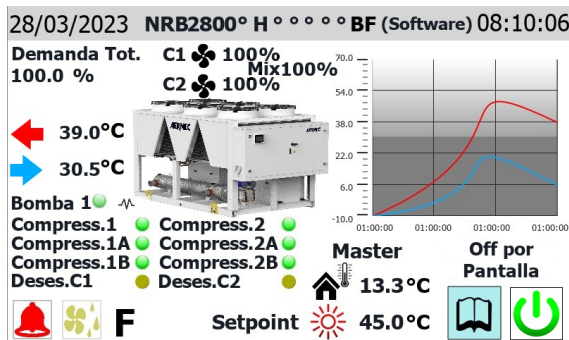 28/03/2023 NRB2800° H ° ° ° ° ° BF (Software) 08:10:06
Demanda Tot.
100.0 %
C1 100%
Mix100%
C2 100%
39.0°C
30.5°C
AERMEC
70.0
54.0
38.0
22.0
6.0
-10.0
01:00:00 01:00:00 01:00:00 01:00:00
Bomba 1
Compress.1 Compress.2
Compress.1A Compress.2A
Compress.1B Compress.2B
Deses.C1 Deses.C2
Master
13.3°C
Off por
Pantalla
F
Setpoint 45.0°C